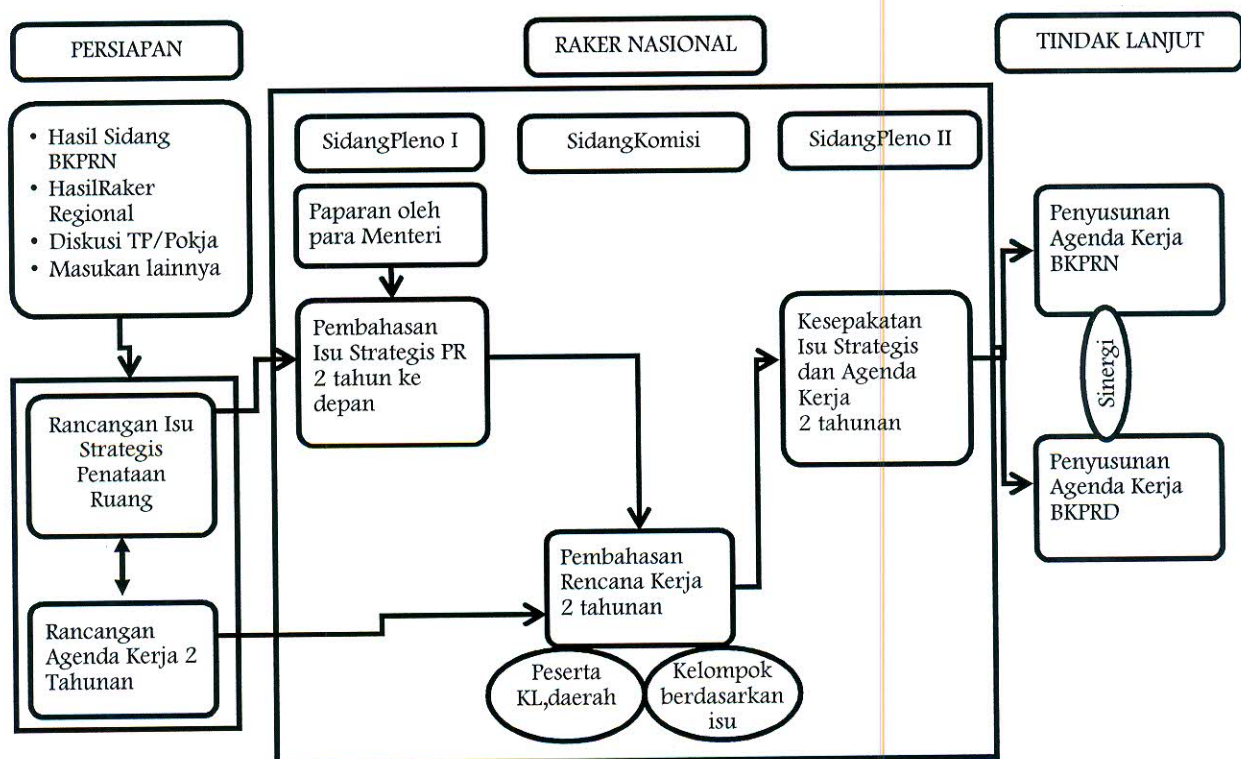 PERSIAPAN
RAKER NASIONAL
TINDAK LANJUT
• Hasil Sidang
BKPRN
• HasilRaker
Regional
• Diskusi TP/Pokja
• Masukan lainnya
Rancangan Isu
Strategis
Penataan
Ruang
Rancangan
Agenda Kerja 2
Tahunan
SidangPleno I
SidangKomisi
SidangPleno II
Paparan oleh
para Menteri
Pembahasan
Isu Strategis PR
2 tahun ke
depan
Pembahasan
Rencana Kerja
2 tahunan
Peserta
KL,daerah
Kelompok
berdasarkan
isu
Kesepakatan
Isu Strategis
dan Agenda
Kerja
2 tahunan
Penyusunan
Agenda Kerja
BKPRN
Sinergi
Penyusunan
Agenda Kerja
BKPRD